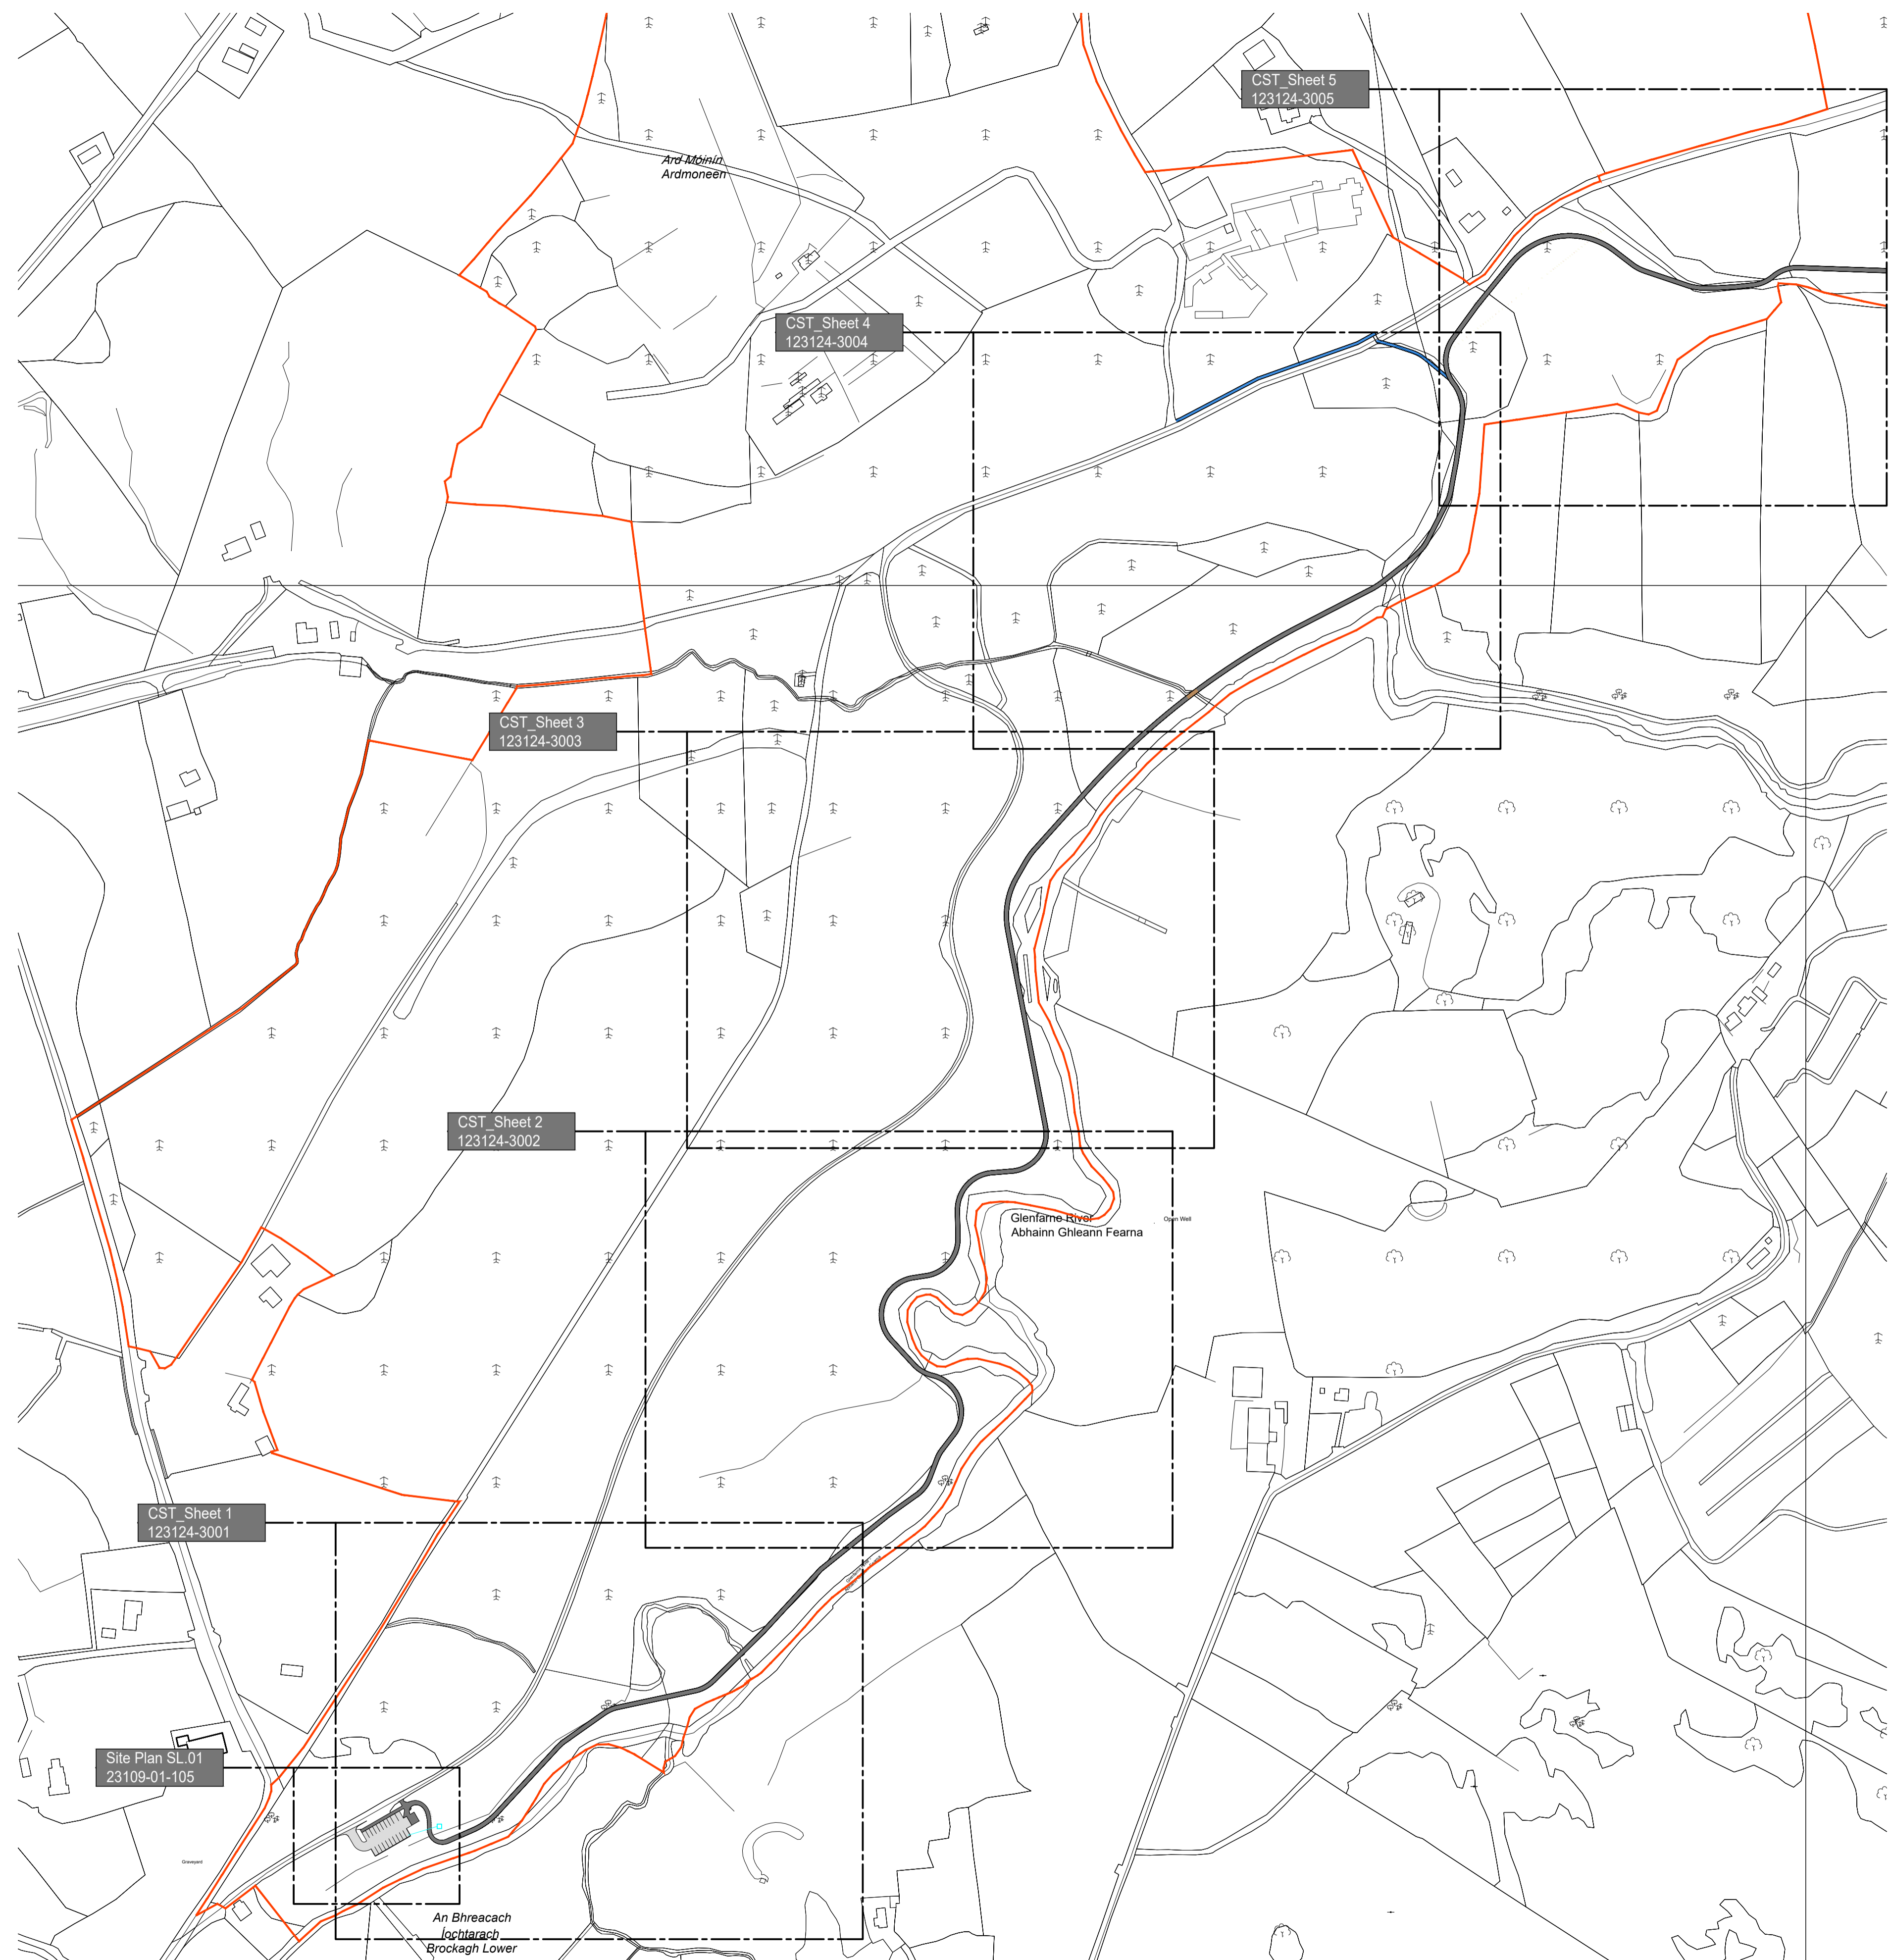 CST_Sheet 5
123124-3005
Ard Móinín
Ardmoneen
CST_Sheet 4
123124-3004
CST_Sheet 3
123124-3003
CST_Sheet 2
123124-3002
Glenfarne River
Abhainn Ghleann Fearna
Open Well
CST_Sheet 1
123124-3001
Site Plan SL.01
23109-01-105
Graveyard
An Bhreacach
Íochtarach
Brockagh Lower